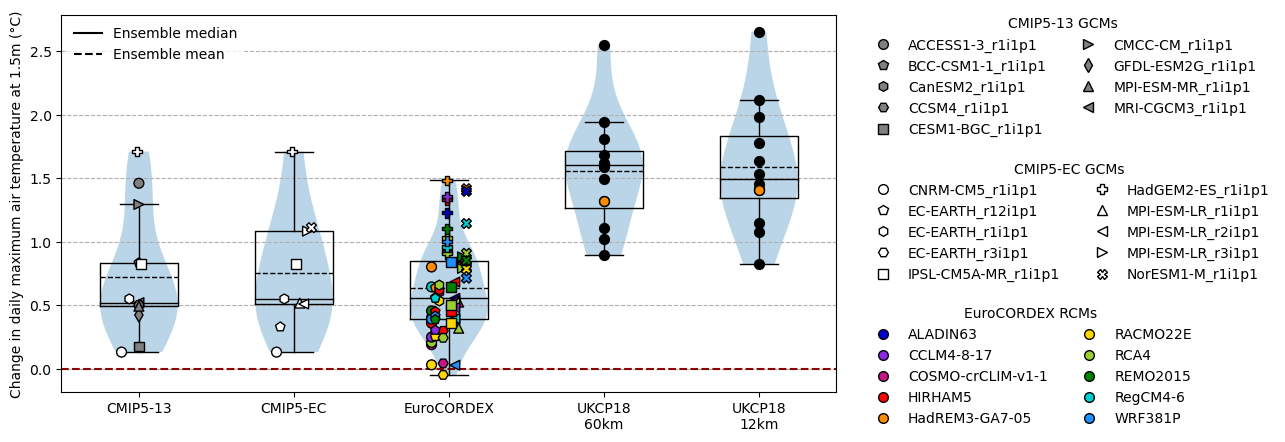 Change in daily maximum air temperature at 1.5m (°C)
2.5
2.0
1.5
1.0
0.5
0.0
Ensemble median
Ensemble mean
CMIP5-13
CMIP5-EC
EuroCORDEX
UKCP18
60km
UKCP18
12km
CMIP5-13 GCMs
ACCESS1-3_r1i1p1
BCC-CSM1-1_r1i1p1
CanESM2_r1i1p1
CCSM4_r1i1p1
CESM1-BGC_r1i1p1
CMCC-CM_r1i1p1
GFDL-ESM2G_r1i1p1
MPI-ESM-MR_r1i1p1
MRI-CGCM3_r1i1p1
CMIP5-EC GCMs
CNRM-CM5_r1i1p1
EC-EARTH_r12i1p1
EC-EARTH_r1i1p1
EC-EARTH_r3i1p1
IPSL-CM5A-MR_r1i1p1
HadGEM2-ES_r1i1p1
MPI-ESM-LR_r1i1p1
MPI-ESM-LR_r2i1p1
MPI-ESM-LR_r3i1p1
NorESM1-M_r1i1p1
EuroCORDEX RCMs
ALADIN63
CCLM4-8-17
COSMO-crCLIM-v1-1
HIRHAM5
HadREM3-GA7-05
RACMO22E
RCA4
REMO2015
RegCM4-6
WRF381P